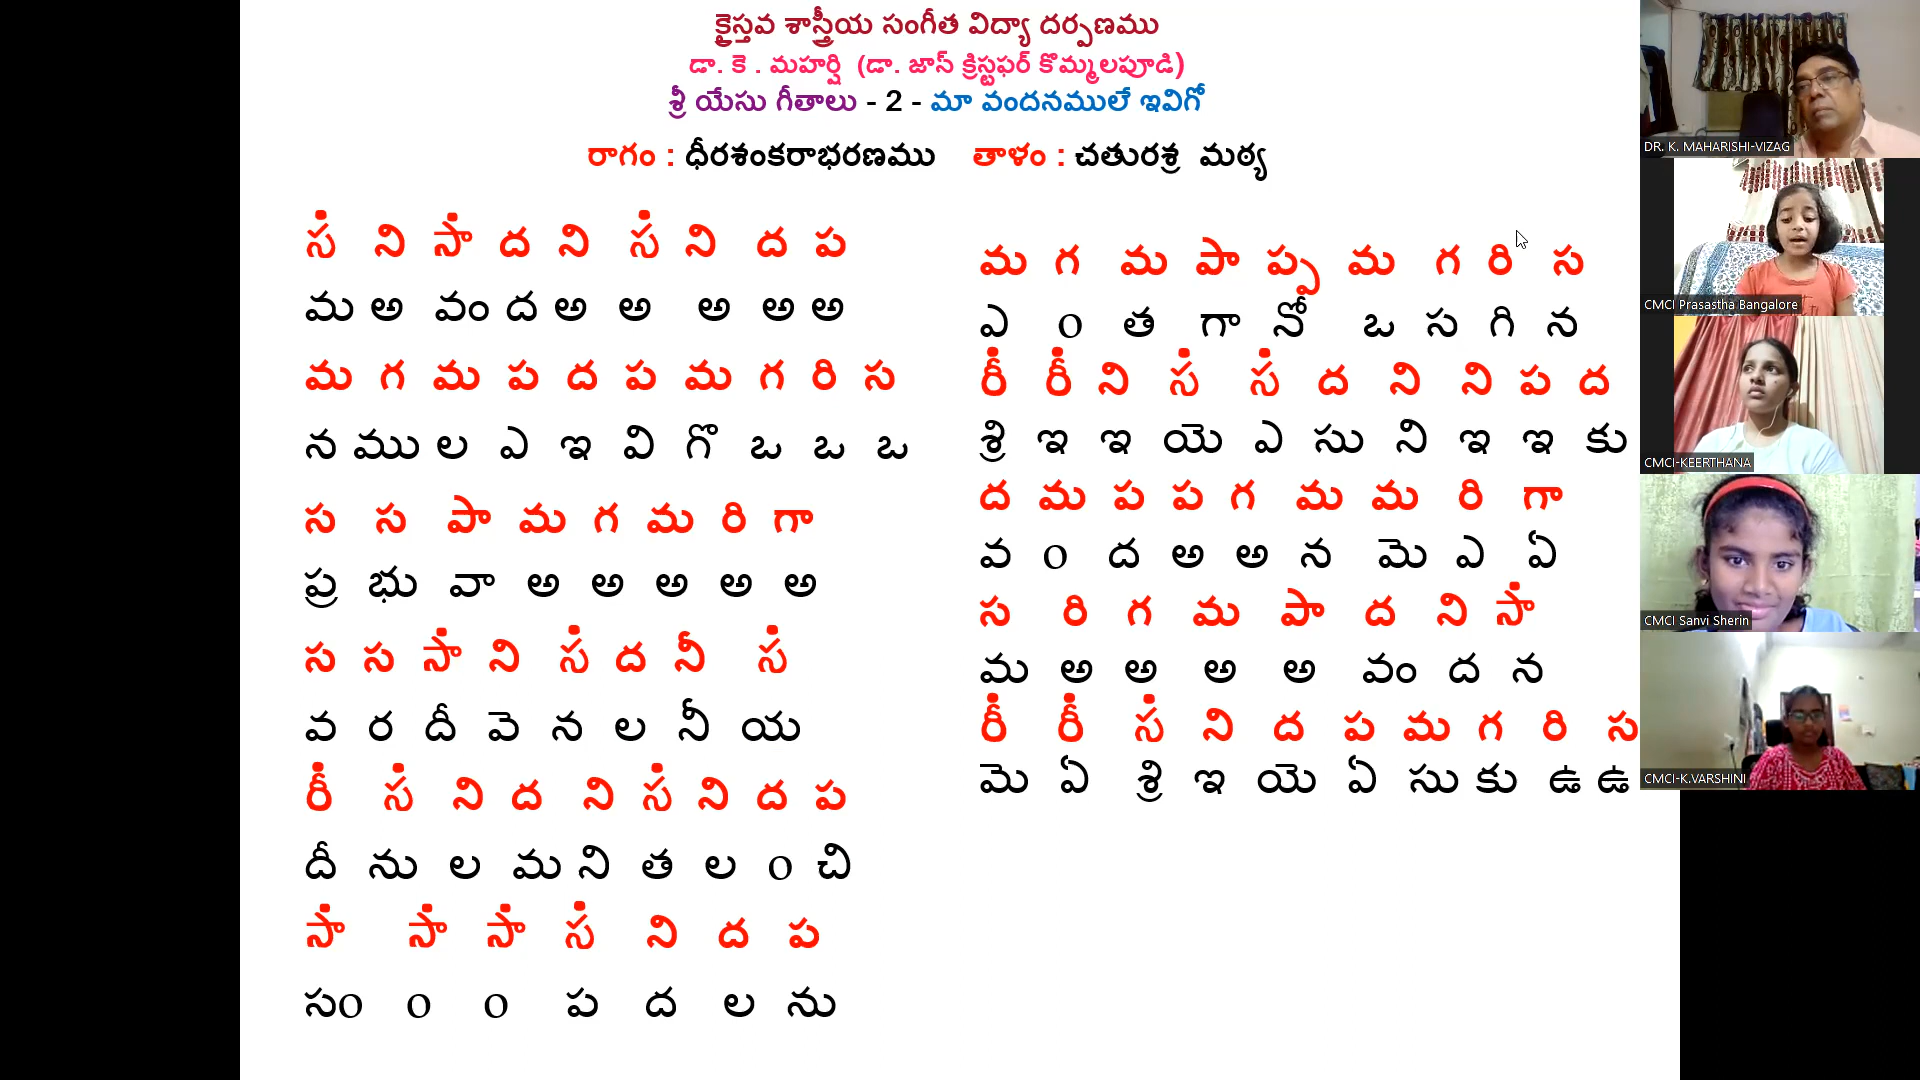 క్రైస్తవ శాస్త్రీయ సంగీత విద్యా దర్పణము
డా. కె . మహర్షి (డా. జాస్ క్రిస్టఫర్ కొమ్మలపూడి)
శ్రీ యేసు గీతాలు - 2 - మా వందనములే ఇవిగో
రాగం : ధీరశంకరాభరణము తాళం : చతురశ్ర మఠ్య
స̇ ని సా̇ ద ని స̇ ని ద ప
మ అ వం ద అ అ అ అ అ
మ గ మ ప ద ప మ గ రి స
న ము ల ఎ ఇ వి గొ ఒ ఒ ఒ
స స పా మ గ మ రి గా
ప్ర భు వా అ అ అ అ అ
స స సా̇ ని స̇ ద నీ స̇
వ ర దీ వె న ల నీ య
రీ̇ స̇ ని ద ని స̇ ని ద ప
దీ ను ల మ ని త ల ం చి
సా̇ సా̇ సా̇ స̇ ని ద ప
సం ం ం ప ద ల ను
మ గ మ పా ప్ప మ గ రి స
ఎ ం త గా నో ఒ స గి న
రీ̇ రీ̇ ని స̇ స̇ ద ని ని ప ద
శ్రి ఇ ఇ యె ఎ సు ని ఇ ఇ కు
ద మ ప ప గ మ మ రి గా
వ ం ద అ అ న మె ఎ ఏ
స రి గ మ పా ద ని సా̇
మ అ అ అ అ వం ద న
రీ̇ రీ̇ స̇ ని ద ప మ గ రి స
మె ఏ శ్రి ఇ యె ఏ సు కు ఉ ఉ
DR. K. MAHARISHI-VIZAG
CMCI Prasastha Bangalore
CMCI-KEERTHANA
CMCI Sanvi Sherin
CMCI-K.VARSHINI